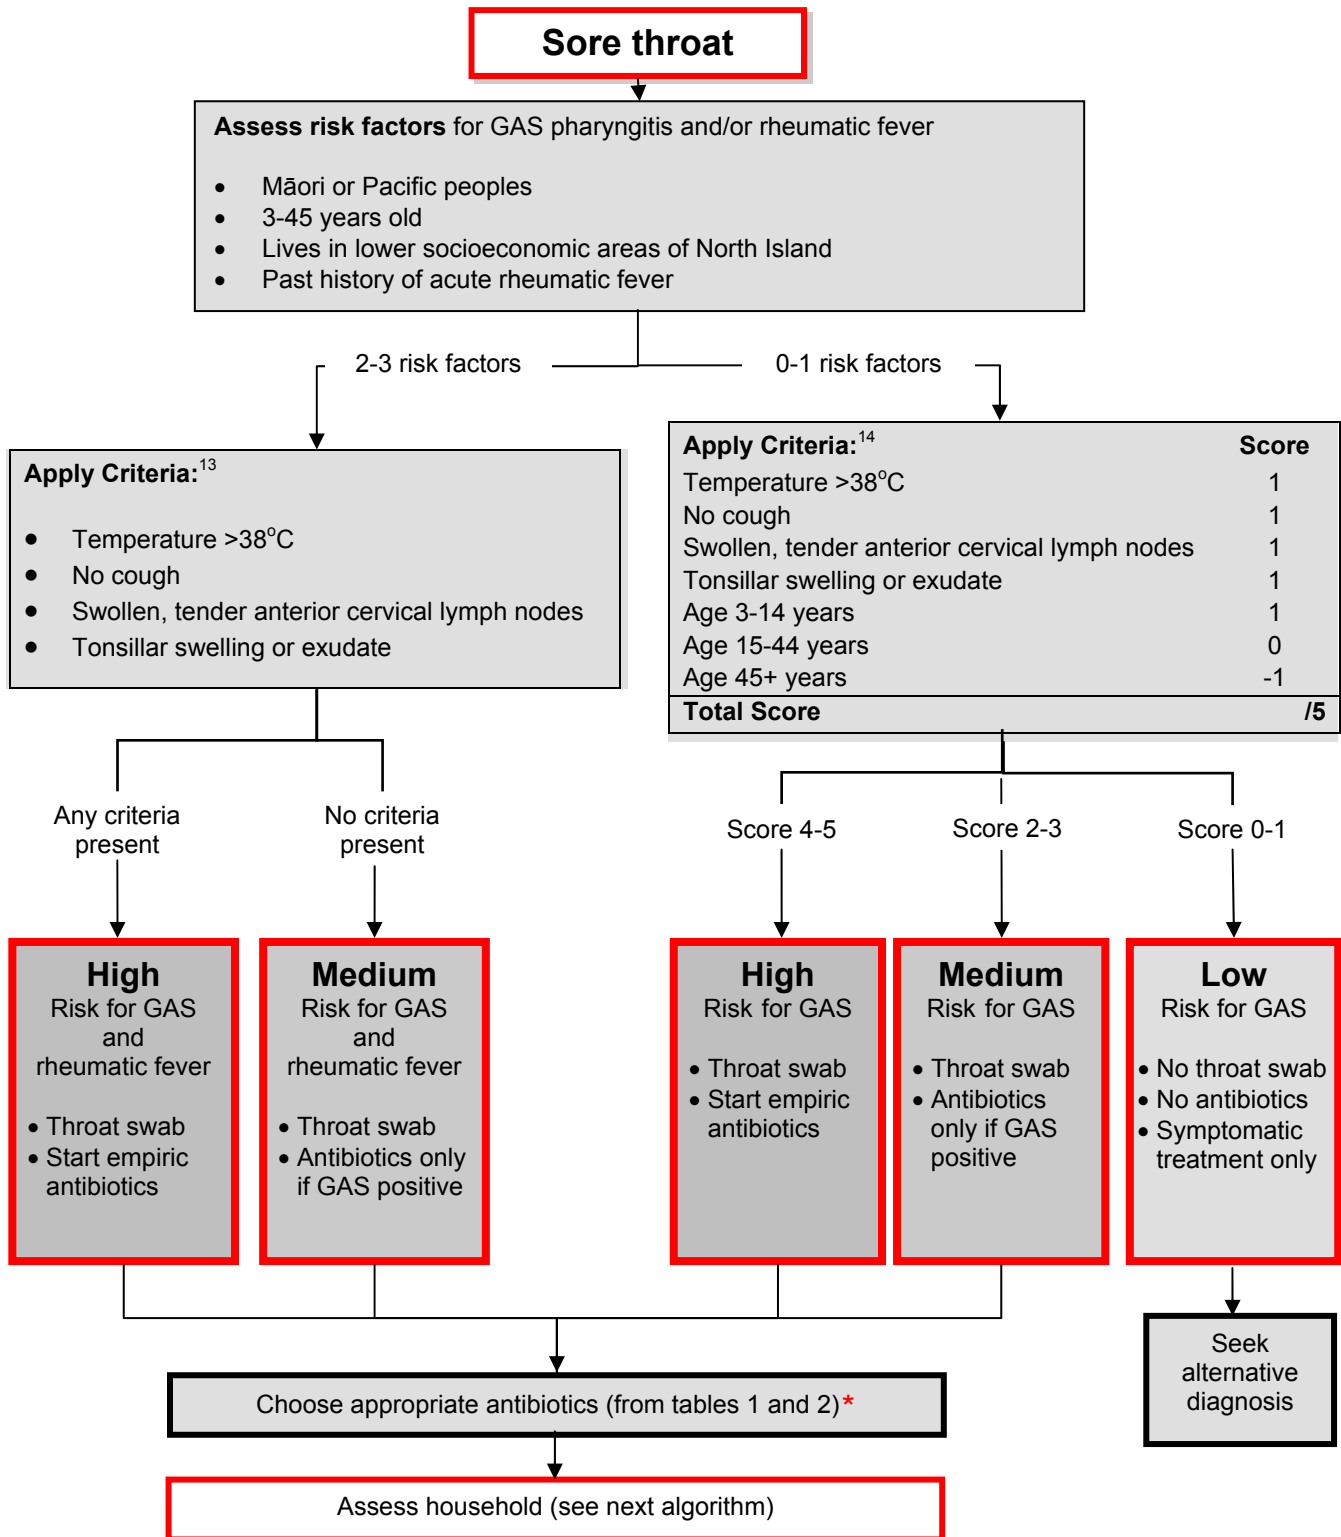 Sore throat
Assess risk factors for GAS pharyngitis and/or rheumatic fever
• Māori or Pacific peoples
• 3-45 years old
• Lives in lower socioeconomic areas of North Island
• Past history of acute rheumatic fever
2-3 risk factors
0-1 risk factors
Apply Criteria:13
• Temperature >38oC
• No cough
• Swollen, tender anterior cervical lymph nodes
• Tonsillar swelling or exudate
Apply Criteria:14 Score
Temperature >38oC 1
No cough 1
Swollen, tender anterior cervical lymph nodes 1
Tonsillar swelling or exudate 1
Age 3-14 years 1
Age 15-44 years 0
Age 45+ years -1
Total Score /5
Any criteria
present
No criteria
present
Score 4-5
Score 2-3
Score 0-1
High
Risk for GAS
and
rheumatic fever
• Throat swab
• Start empiric
antibiotics
Medium
Risk for GAS
and
rheumatic fever
• Throat swab
• Antibiotics only
if GAS positive
High
Risk for GAS
• Throat swab
• Start empiric
antibiotics
Medium
Risk for GAS
• Throat swab
• Antibiotics
only if GAS
positive
Low
Risk for GAS
• No throat swab
• No antibiotics
• Symptomatic
treatment only
Seek
alternative
diagnosis
Choose appropriate antibiotics (from tables 1 and 2)*
Assess household (see next algorithm)